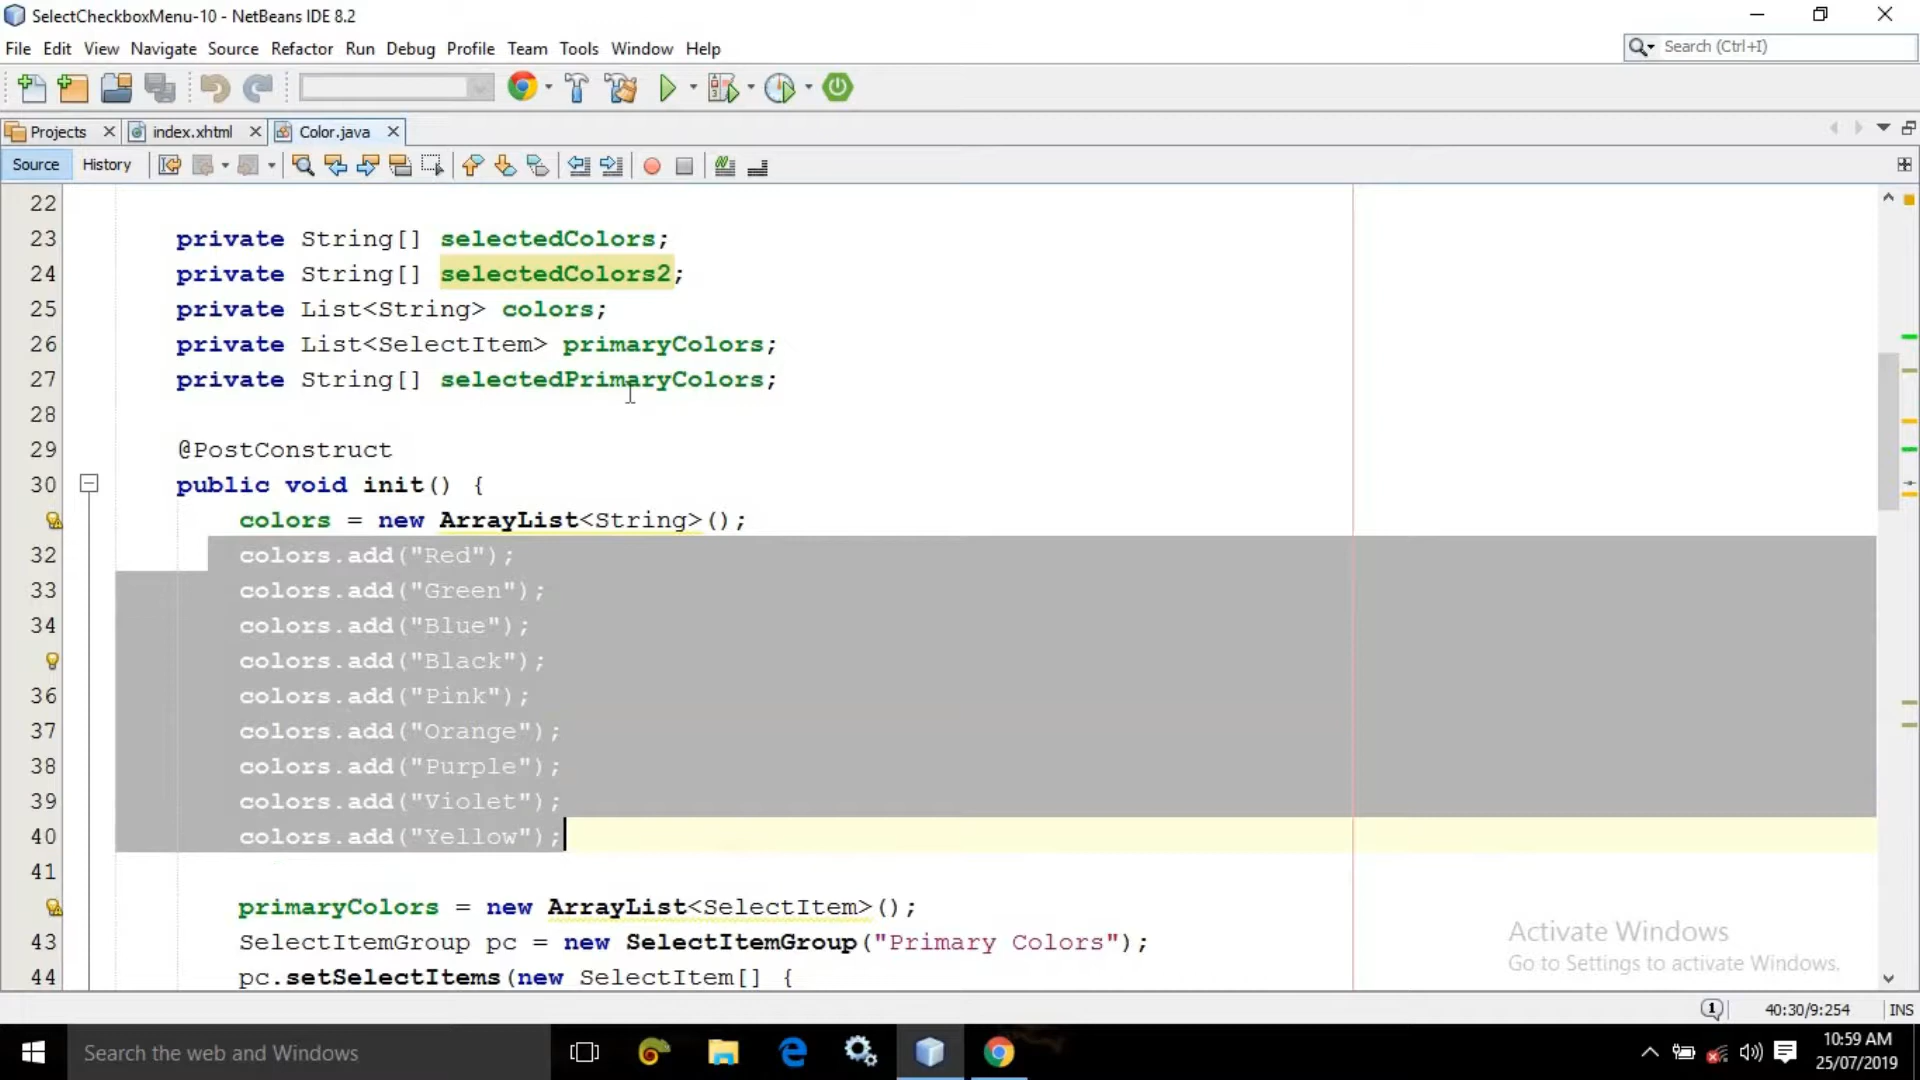 SelectCheckboxMenu-10 - NetBeans IDE 8.2
File Edit View Navigate Source Refactor Run Debug Profile Team Tools Window Help
Search (Ctrl+I)
Projects index.xhtml Color.java
Source History
22
23 private String[] selectedColors;
24 private String[] selectedColors2;
25 private List<String> colors;
26 private List<SelectItem> primaryColors;
27 private String[] selectedPrimaryColors;
28
29 @PostConstruct
30 public void init() {
colors = new ArrayList<String>();
32 colors.add("Red");
33 colors.add("Green");
34 colors.add("Blue");
colors.add("Black");
36 colors.add("Pink");
37 colors.add("Orange");
38 colors.add("Purple");
39 colors.add("Violet");
40 colors.add("Yellow");
41
primaryColors = new ArrayList<SelectItem>();
43 SelectItemGroup pc = new SelectItemGroup("Primary Colors");
44 pc.setSelectItems(new SelectItem[] {
Activate Windows
Go to Settings to activate Windows.
1 40:30/9:254 INS
Search the web and Windows
10:59 AM
25/07/2019